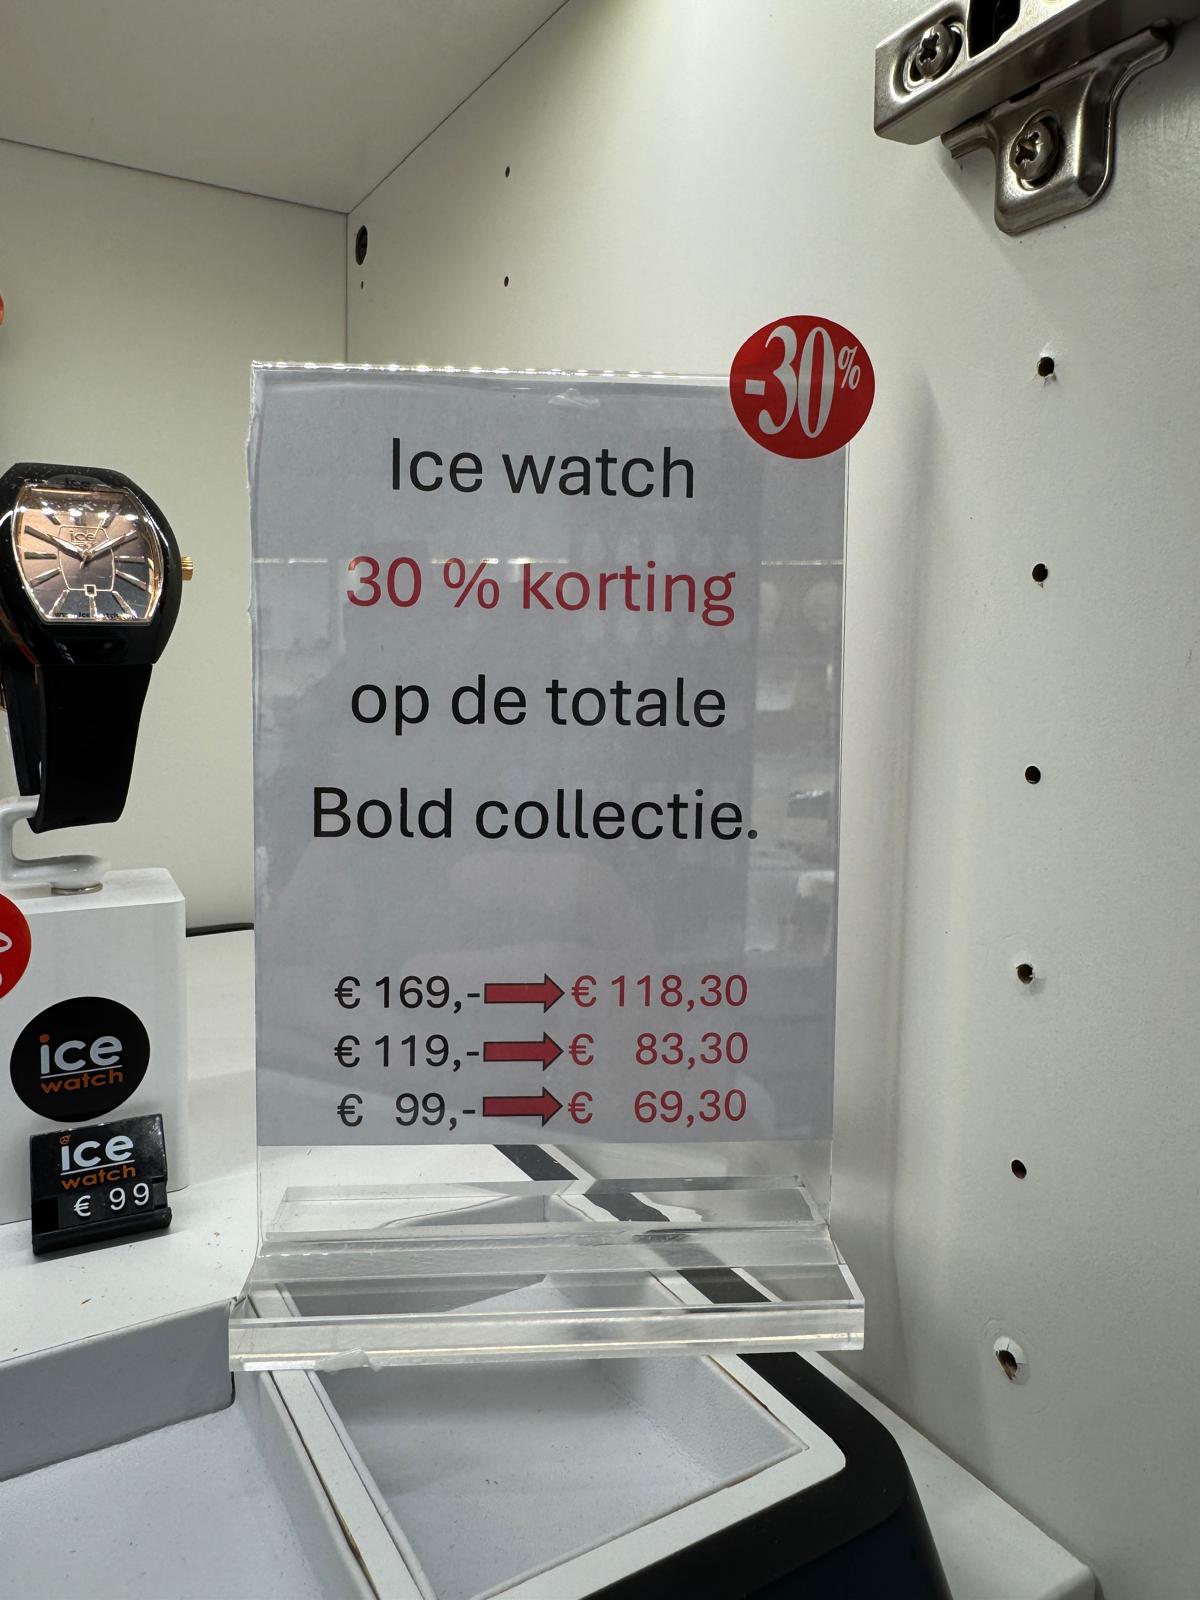 -30%
Ice watch
30 % korting
op de totale
Bold collectie.
€ 169,- € 118,30
€ 119,- € 83,30
€ 99,- € 69,30
ice
ice
watch
ice
watch
€ 99